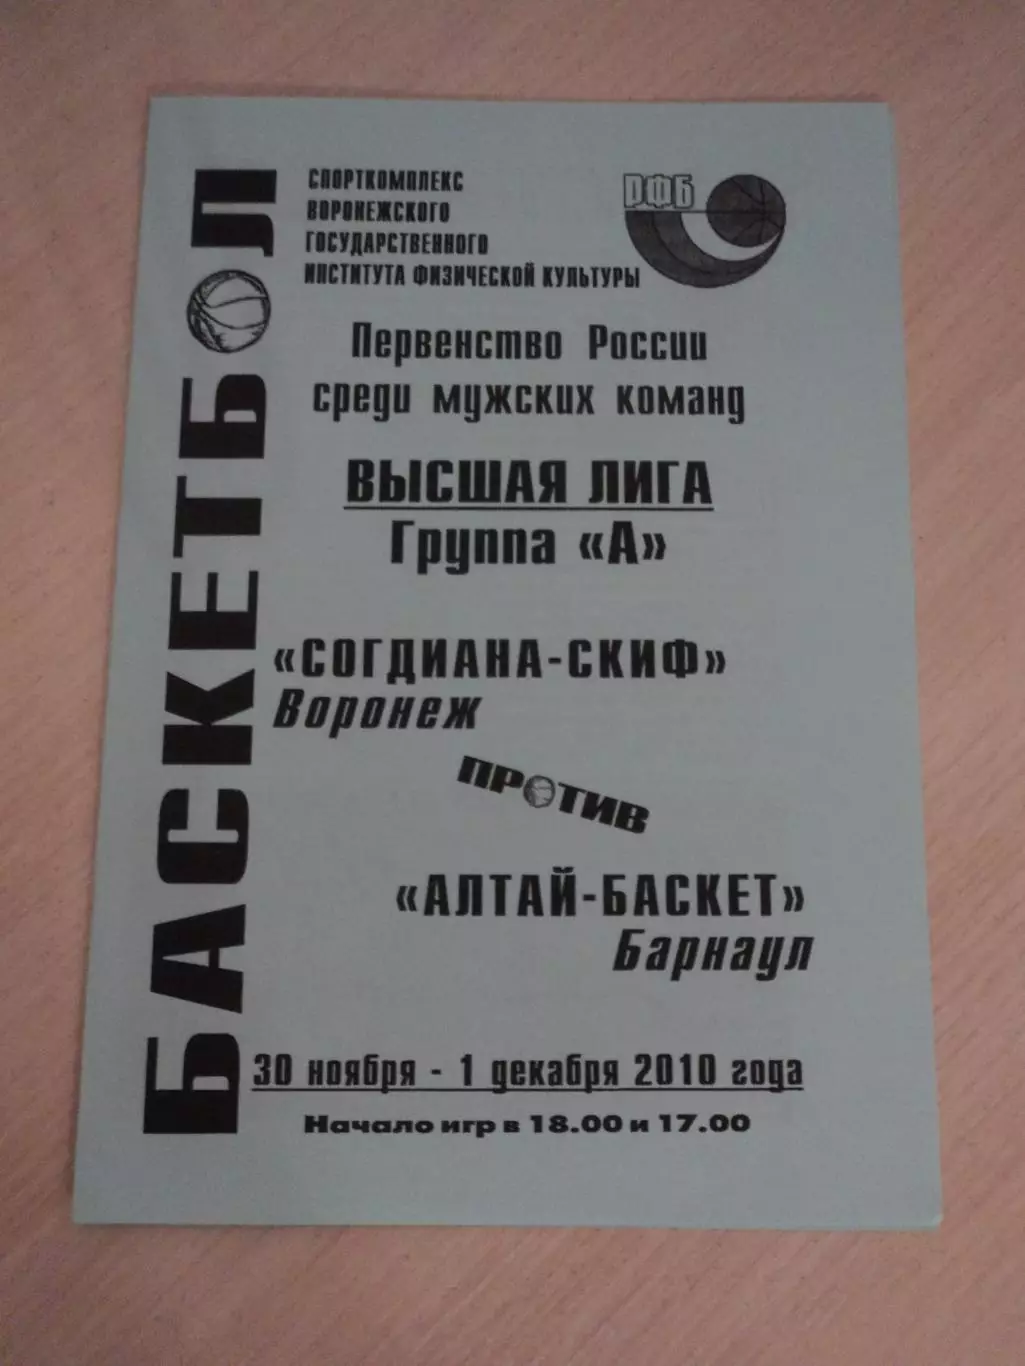 БАСКЕТБОЛ
СПОРТКОМПЛЕКС
ВОРОНЕЖСКОГО
ГОСУДАРСТВЕННОГО
ИНСТИТУТА ФИЗИЧЕСКОЙ КУЛЬТУРЫ
РФБ
Первенство России
среди мужских команд
ВЫСШАЯ ЛИГА
Группа «А»
«СОГДИАНА-СКИФ»
Воронеж
ПРОТИВ
«АЛТАЙ-БАСКЕТ»
Барнаул
30 ноября - 1 декабря 2010 года
Начало игр в 18.00 и 17.00